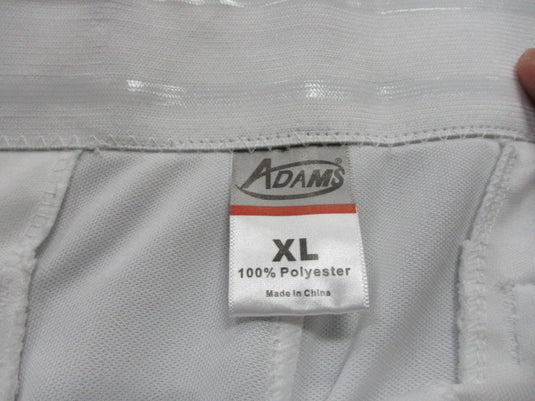 ADAMS®
XL
100% Polyester
Made in China